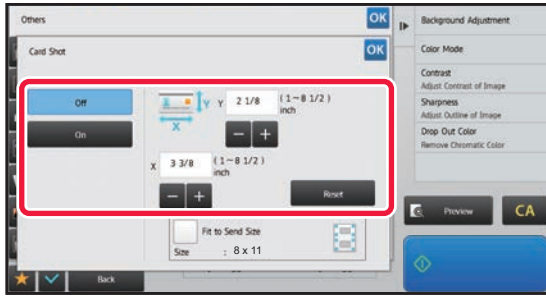 Others
OK
Background Adjustment
Card Shot
OK
Color Mode
Contrast
Adjust Contrast of Image
Sharpness
Adjust Outline of Image
Drop Out Color
Remove Chromatic Color
Off
Y
Y
2 1/8
(1~8 1/2)
inch
X
On
X
3 3/8
(1~8 1/2)
inch
Reset
Preview
CA
Fit to Send Size
Size : 8 x 11
Back